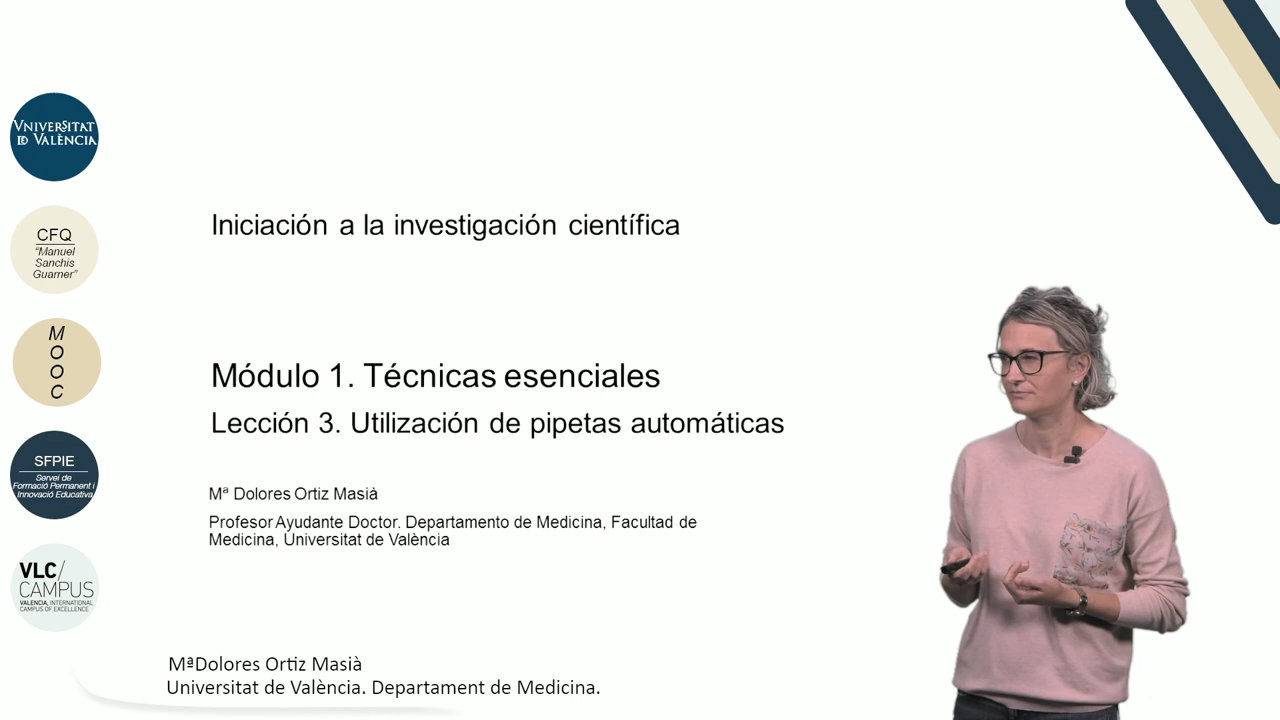 VNIVERSITAT
DE VALÈNCIA
CFQ
"Manuel
Sanchis
Guarner"
M
O
O
C
SFPIE
Servei de
Formació Permanent i
Innovació Educativa
VLC/
CAMPUS
VALENCIA, INTERNATIONAL
CAMPUS OF EXCELLENCE
Iniciación a la investigación científica
Módulo 1. Técnicas esenciales
Lección 3. Utilización de pipetas automáticas
Mª Dolores Ortiz Masià
Profesor Ayudante Doctor. Departamento de Medicina, Facultad de
Medicina, Universitat de València
MªDolores Ortiz Masià
Universitat de València. Departament de Medicina.